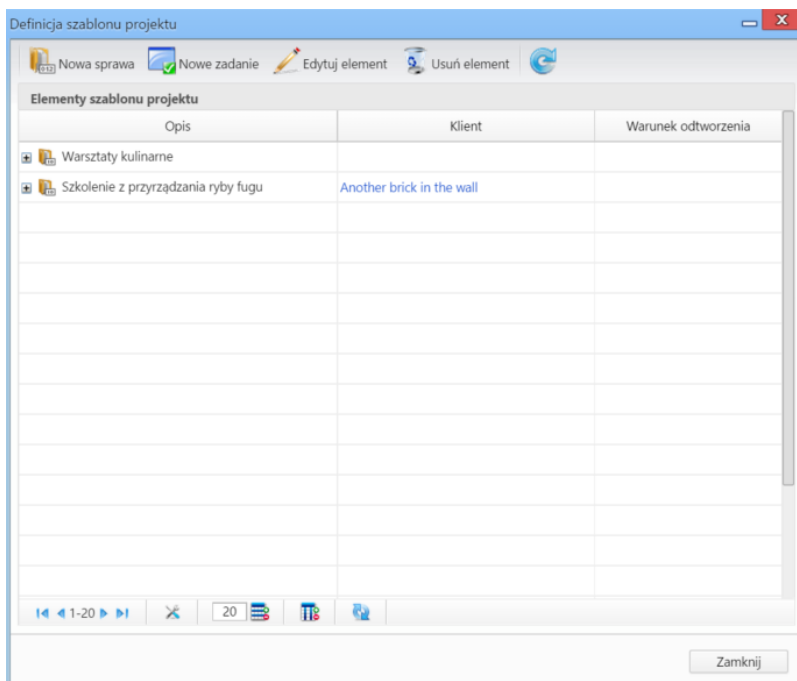 Definicja szablonu projektu
Nowa sprawa Nowe zadanie Edytuj element Usuń element
Elementy szablonu projektu
Opis Klient Warunek odtworzenia
Warsztaty kulinarne
Szkolenie z przyrządzania ryby fugu Another brick in the wall
1-20 20
Zamknij